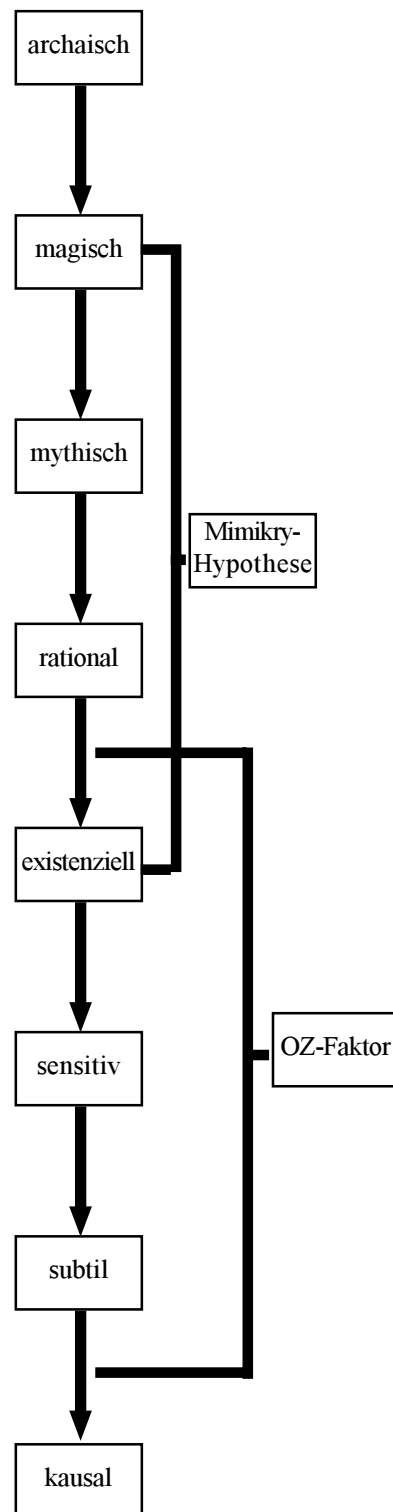 archaisch
magisch
mythisch
Mimikry-
Hypothese
rational
existenziell
sensitiv
OZ-Faktor
subtil
kausal